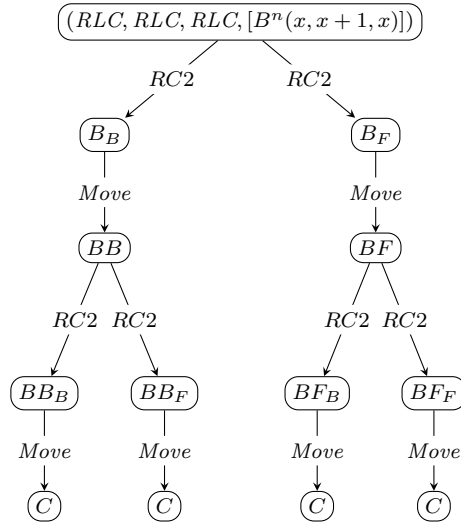 (RLC, RLC, RLC, [Bⁿ(x, x + 1, x)])
RC2 RC2
B_B B_F
Move Move
BB BF
RC2 RC2 RC2 RC2
BB_B BB_F BF_B BF_F
Move Move Move Move
C C C C